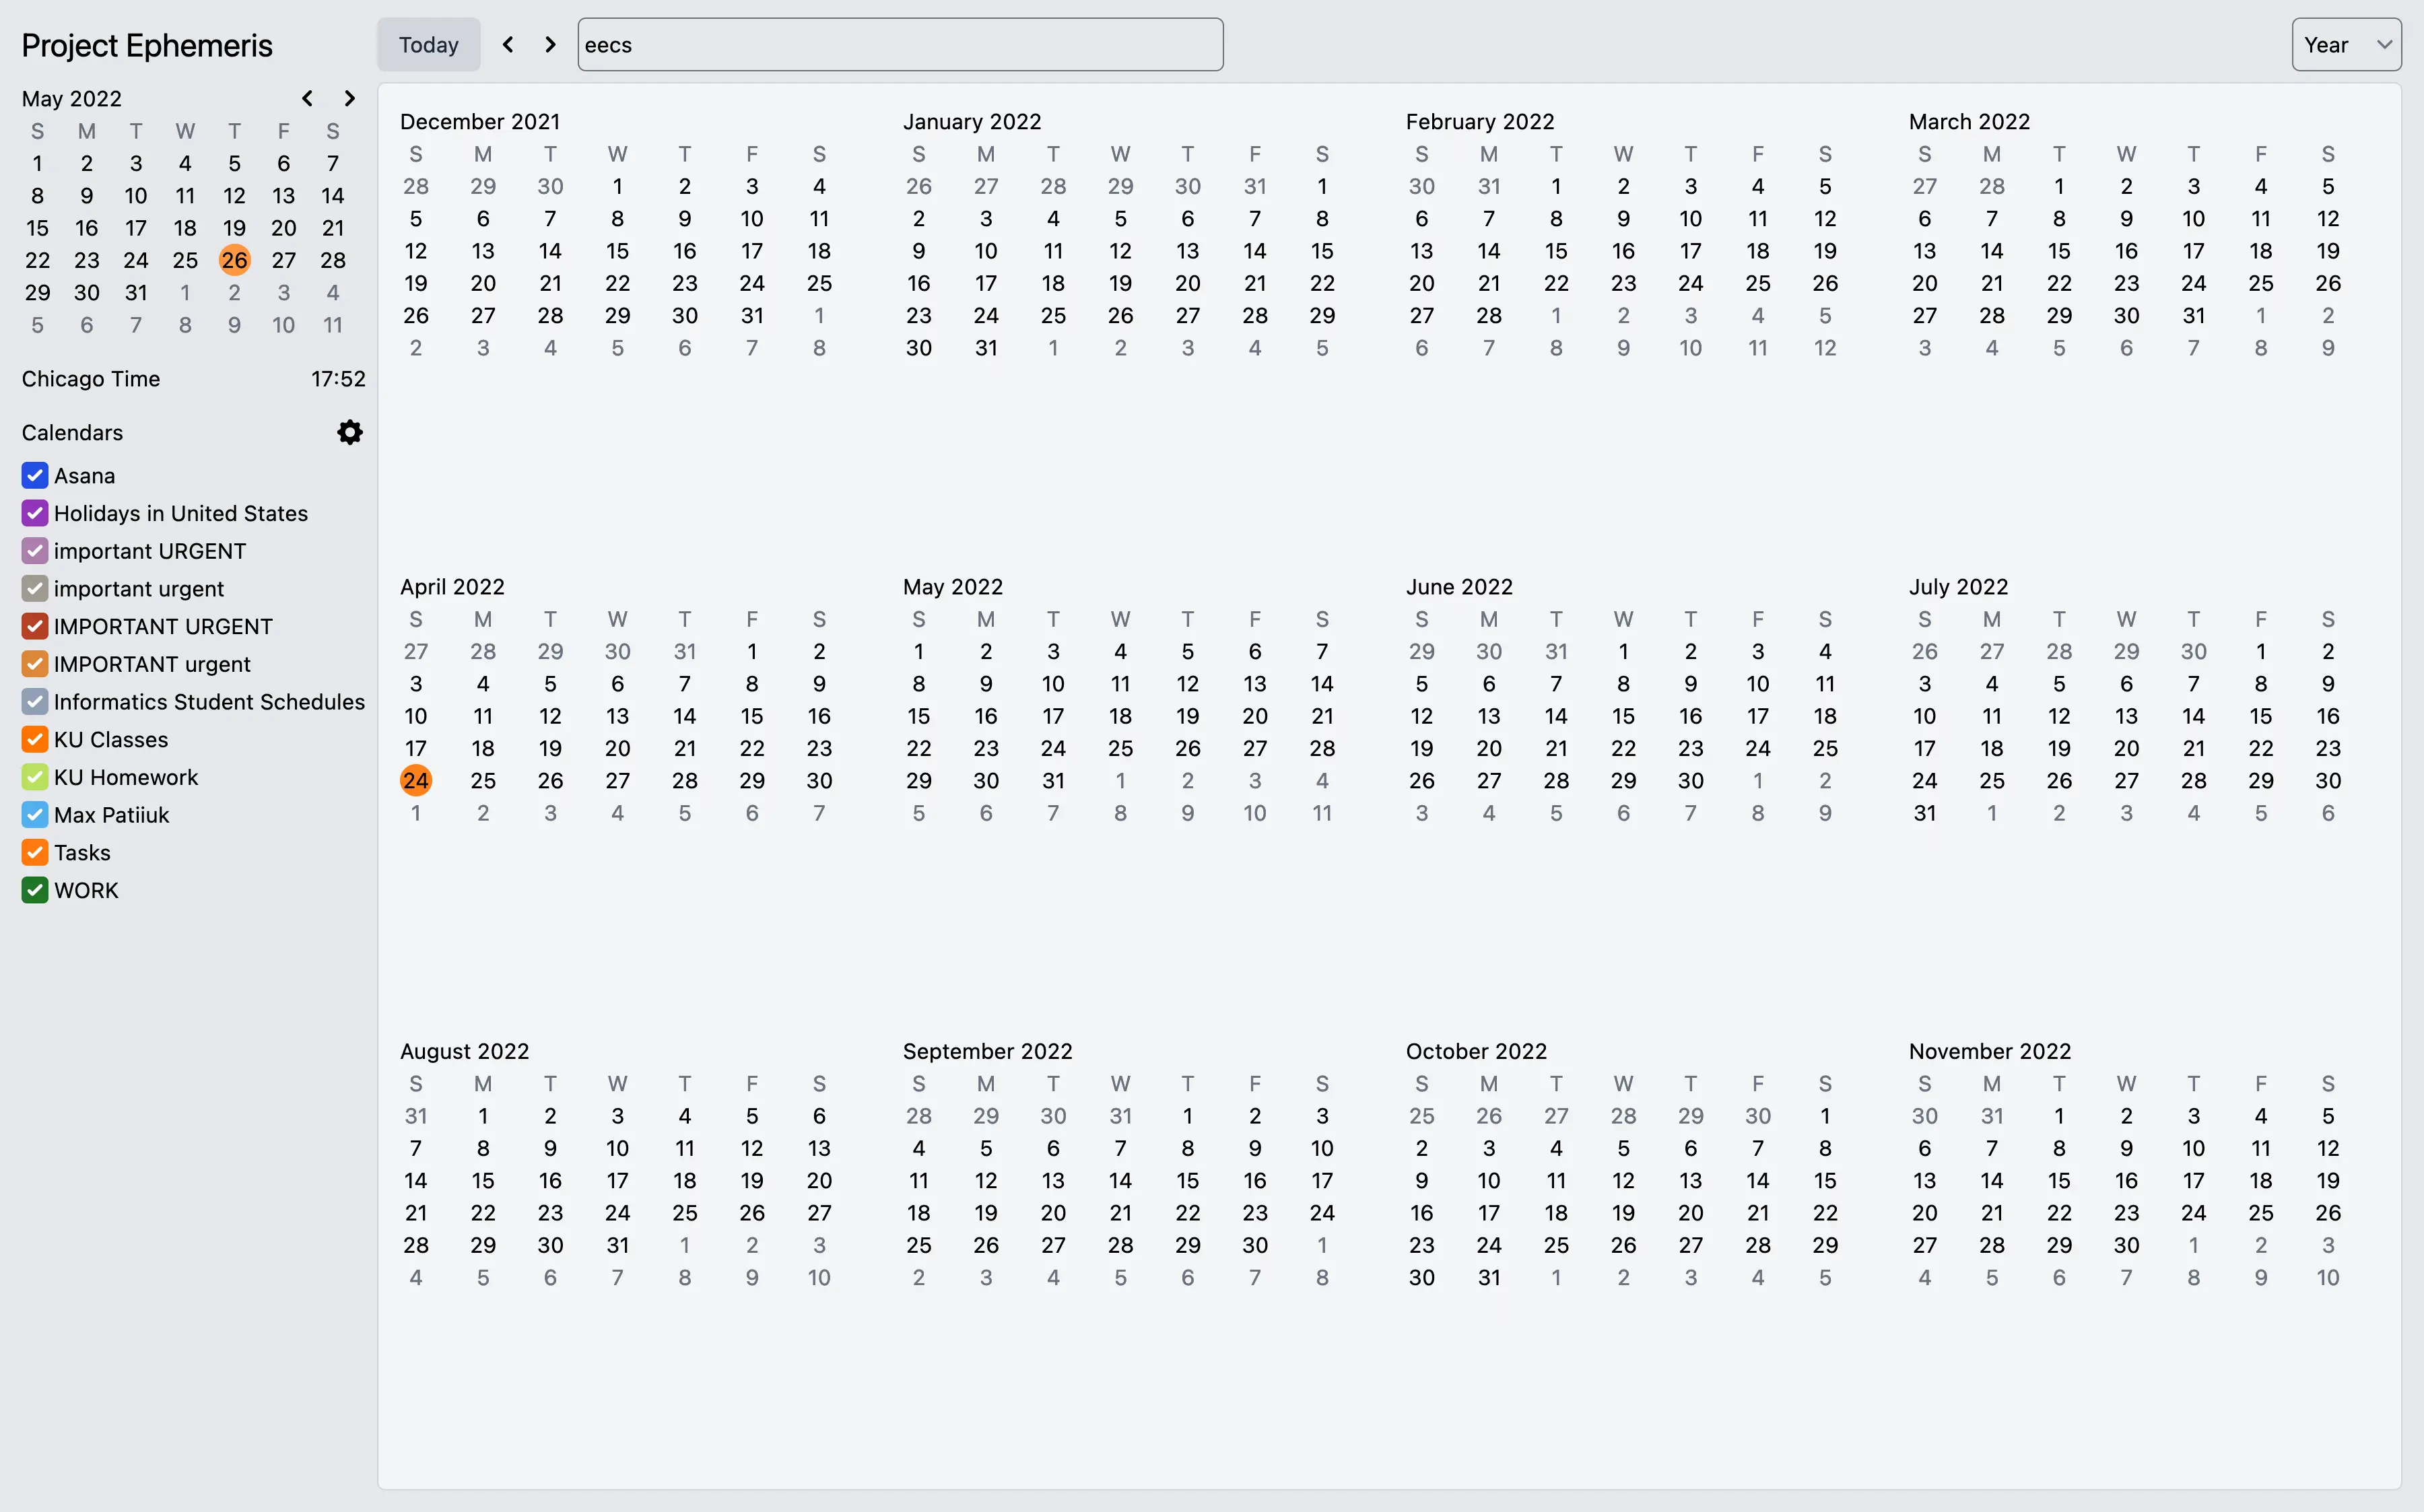 Project Ephemeris
Today
eecs
Year
May 2022
S M T W T F S
1 2 3 4 5 6 7
8 9 10 11 12 13 14
15 16 17 18 19 20 21
22 23 24 25 26 27 28
29 30 31 1 2 3 4
5 6 7 8 9 10 11
Chicago Time 17:52
Calendars
Asana
Holidays in United States
important URGENT
important urgent
IMPORTANT URGENT
IMPORTANT urgent
Informatics Student Schedules
KU Classes
KU Homework
Max Patiiuk
Tasks
WORK
December 2021
S M T W T F S
28 29 30 1 2 3 4
5 6 7 8 9 10 11
12 13 14 15 16 17 18
19 20 21 22 23 24 25
26 27 28 29 30 31 1
2 3 4 5 6 7 8
January 2022
S M T W T F S
26 27 28 29 30 31 1
2 3 4 5 6 7 8
9 10 11 12 13 14 15
16 17 18 19 20 21 22
23 24 25 26 27 28 29
30 31 1 2 3 4 5
February 2022
S M T W T F S
30 31 1 2 3 4 5
6 7 8 9 10 11 12
13 14 15 16 17 18 19
20 21 22 23 24 25 26
27 28 1 2 3 4 5
6 7 8 9 10 11 12
March 2022
S M T W T F S
27 28 1 2 3 4 5
6 7 8 9 10 11 12
13 14 15 16 17 18 19
20 21 22 23 24 25 26
27 28 29 30 31 1 2
3 4 5 6 7 8 9
April 2022
S M T W T F S
27 28 29 30 31 1 2
3 4 5 6 7 8 9
10 11 12 13 14 15 16
17 18 19 20 21 22 23
24 25 26 27 28 29 30
1 2 3 4 5 6 7
May 2022
S M T W T F S
1 2 3 4 5 6 7
8 9 10 11 12 13 14
15 16 17 18 19 20 21
22 23 24 25 26 27 28
29 30 31 1 2 3 4
5 6 7 8 9 10 11
June 2022
S M T W T F S
29 30 31 1 2 3 4
5 6 7 8 9 10 11
12 13 14 15 16 17 18
19 20 21 22 23 24 25
26 27 28 29 30 1 2
3 4 5 6 7 8 9
July 2022
S M T W T F S
26 27 28 29 30 1 2
3 4 5 6 7 8 9
10 11 12 13 14 15 16
17 18 19 20 21 22 23
24 25 26 27 28 29 30
31 1 2 3 4 5 6
August 2022
S M T W T F S
31 1 2 3 4 5 6
7 8 9 10 11 12 13
14 15 16 17 18 19 20
21 22 23 24 25 26 27
28 29 30 31 1 2 3
4 5 6 7 8 9 10
September 2022
S M T W T F S
28 29 30 31 1 2 3
4 5 6 7 8 9 10
11 12 13 14 15 16 17
18 19 20 21 22 23 24
25 26 27 28 29 30 1
2 3 4 5 6 7 8
October 2022
S M T W T F S
25 26 27 28 29 30 1
2 3 4 5 6 7 8
9 10 11 12 13 14 15
16 17 18 19 20 21 22
23 24 25 26 27 28 29
30 31 1 2 3 4 5
November 2022
S M T W T F S
30 31 1 2 3 4 5
6 7 8 9 10 11 12
13 14 15 16 17 18 19
20 21 22 23 24 25 26
27 28 29 30 1 2 3
4 5 6 7 8 9 10